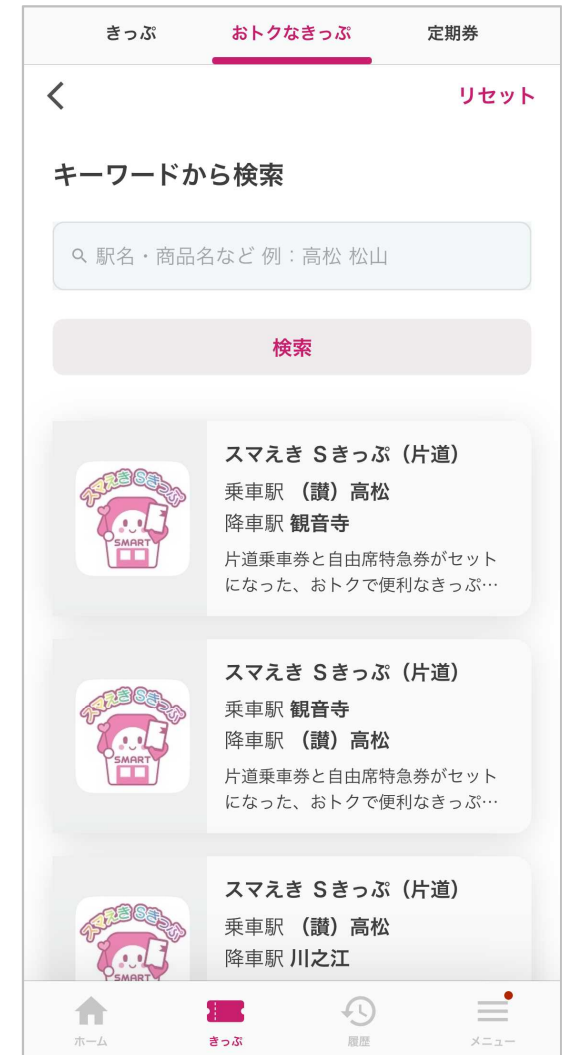 きっぷ おトクなきっぷ 定期券
リセット
キーワードから検索
駅名・商品名など 例：高松 松山
検索
スマえき Sきっぷ
SMART
スマえき Sきっぷ（片道）
乗車駅 （讃）高松
降車駅 観音寺
片道乗車券と自由席特急券がセット
になった、おトクで便利なきっぷ…
スマえき Sきっぷ
SMART
スマえき Sきっぷ（片道）
乗車駅 観音寺
降車駅 （讃）高松
片道乗車券と自由席特急券がセット
になった、おトクで便利なきっぷ…
スマえき Sきっぷ
SMART
スマえき Sきっぷ（片道）
乗車駅 （讃）高松
降車駅 川之江
ホーム きっぷ 履歴 メニュー